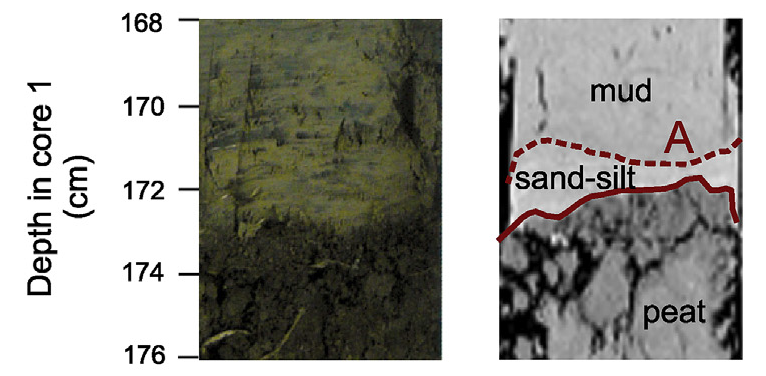 Depth in core 1
(cm)
168
170
172
174
176
mud
A
sand-silt
peat